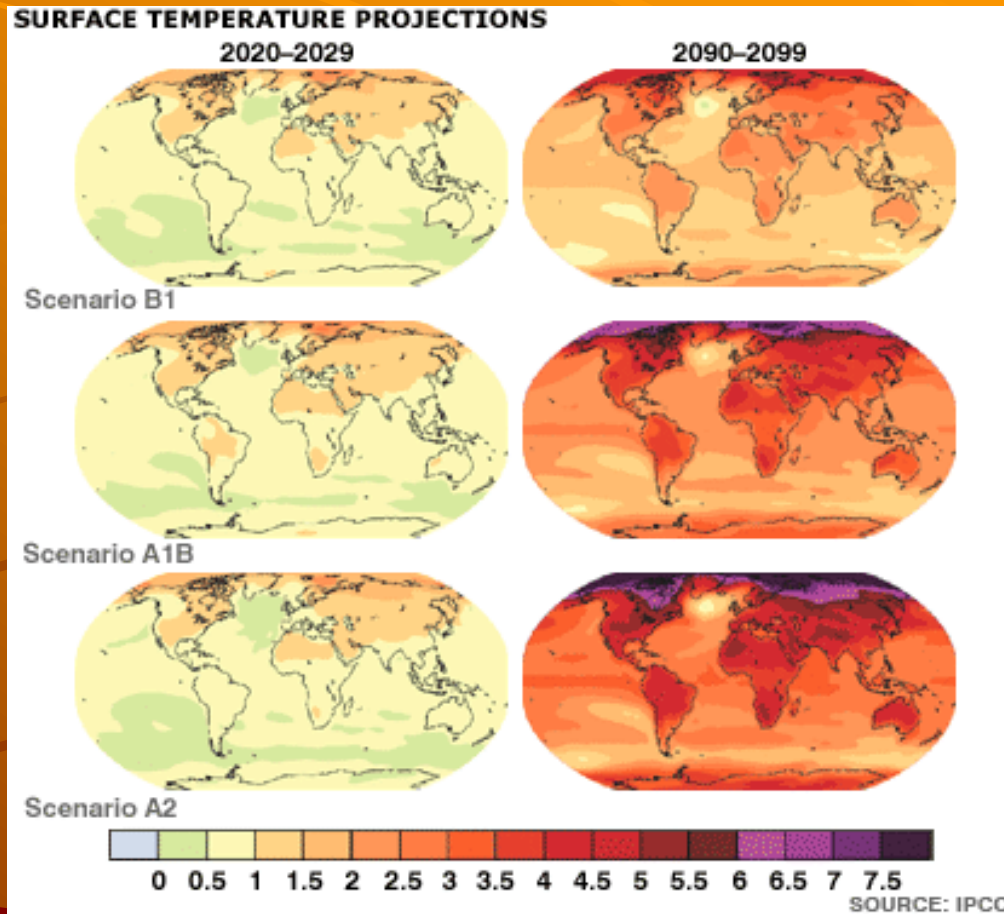 SURFACE TEMPERATURE PROJECTIONS
2020–2029 2090–2099
Scenario B1
Scenario A1B
Scenario A2
0 0.5 1 1.5 2 2.5 3 3.5 4 4.5 5 5.5 6 6.5 7 7.5
SOURCE: IPCC